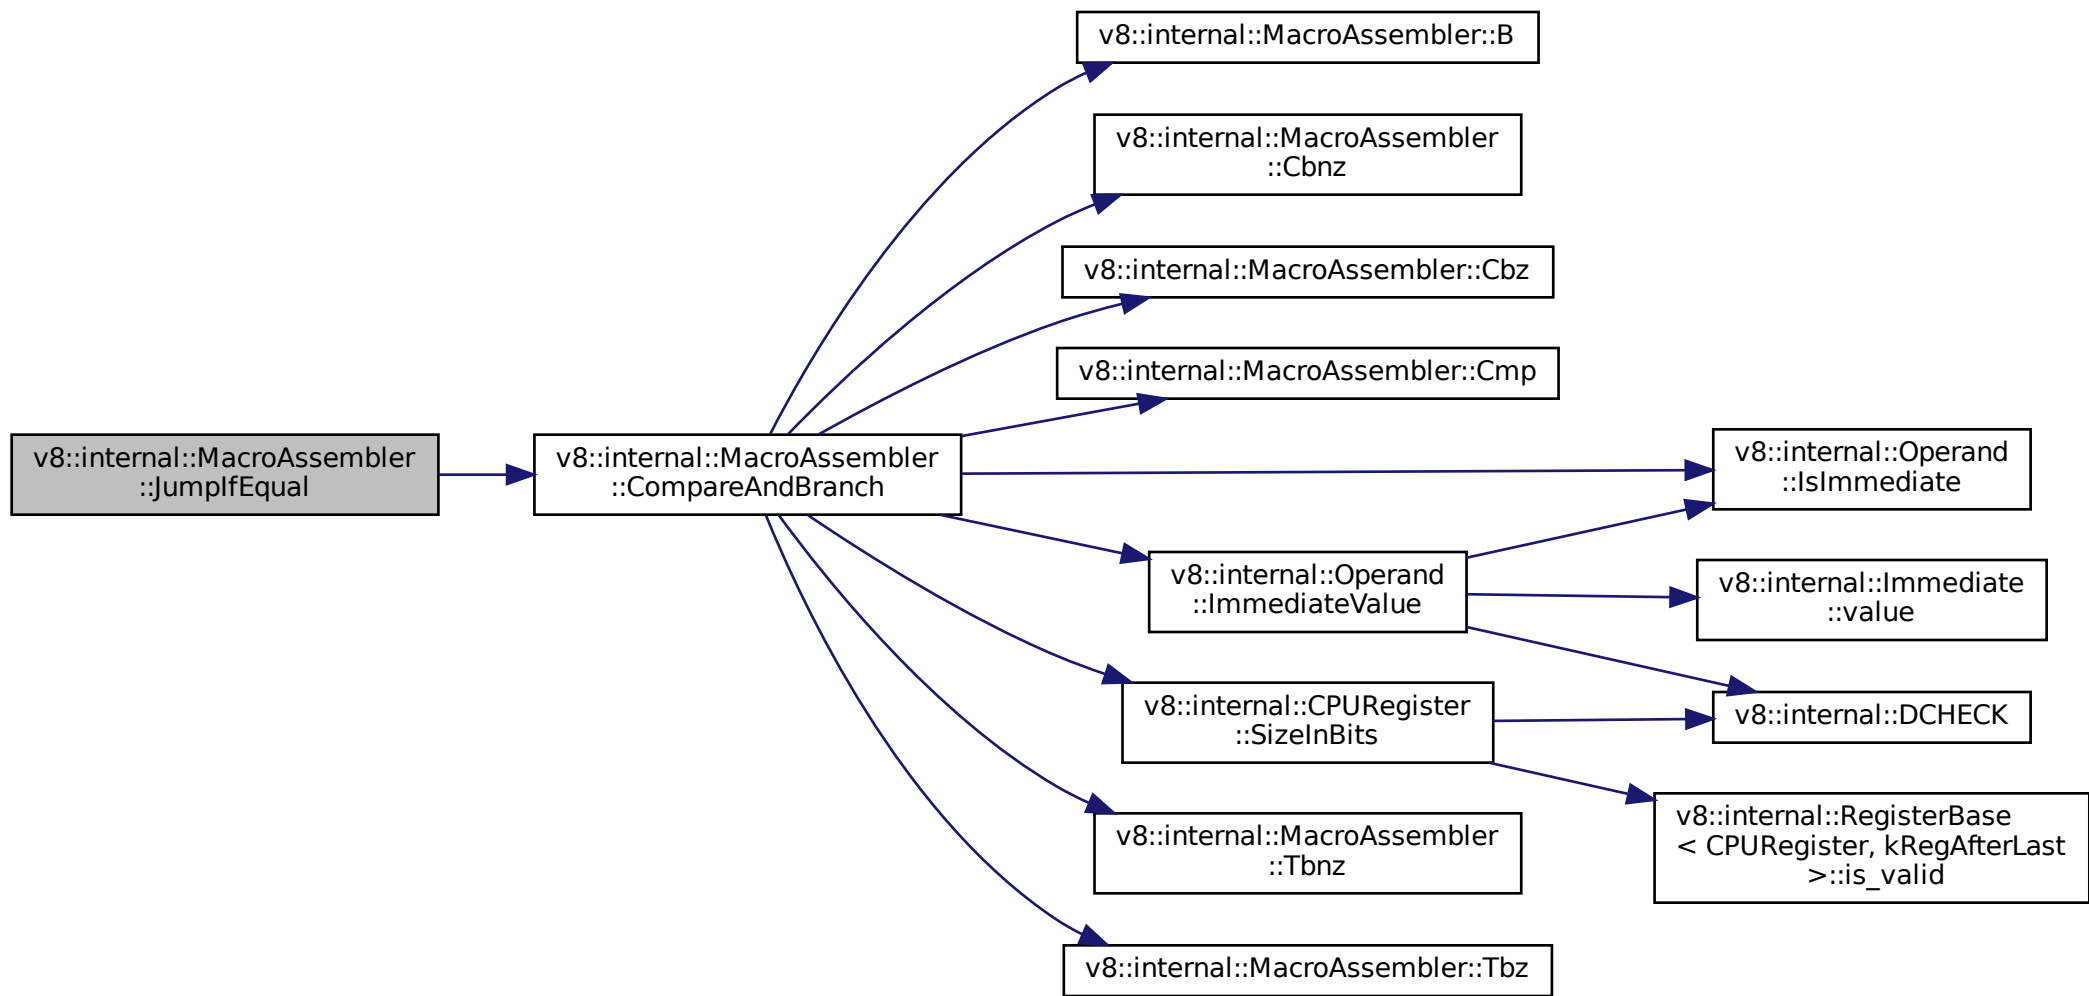 v8::internal::MacroAssembler
::JumpIfEqual
v8::internal::MacroAssembler
::CompareAndBranch
v8::internal::MacroAssembler::B
v8::internal::MacroAssembler
::Cbnz
v8::internal::MacroAssembler::Cbz
v8::internal::MacroAssembler::Cmp
v8::internal::Operand
::IsImmediate
v8::internal::Operand
::ImmediateValue
v8::internal::Immediate
::value
v8::internal::CPURegister
::SizeInBits
v8::internal::DCHECK
v8::internal::RegisterBase
< CPURegister, kRegAfterLast
>::is_valid
v8::internal::MacroAssembler
::Tbnz
v8::internal::MacroAssembler::Tbz